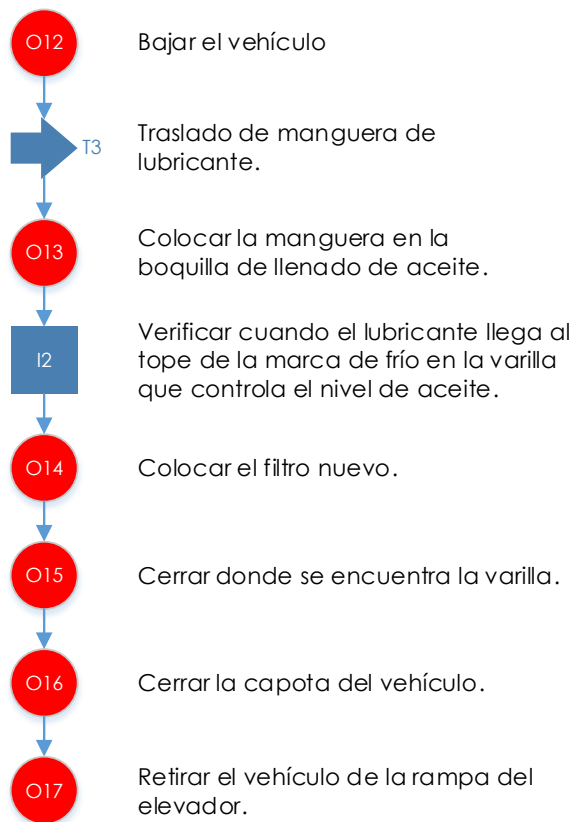 O12
Bajar el vehículo
T3
Traslado de manguera de
lubricante.
O13
Colocar la manguera en la
boquilla de llenado de aceite.
I2
Verificar cuando el lubricante llega al
tope de la marca de frío en la varilla
que controla el nivel de aceite.
O14
Colocar el filtro nuevo.
O15
Cerrar donde se encuentra la varilla.
O16
Cerrar la capota del vehículo.
O17
Retirar el vehículo de la rampa del
elevador.